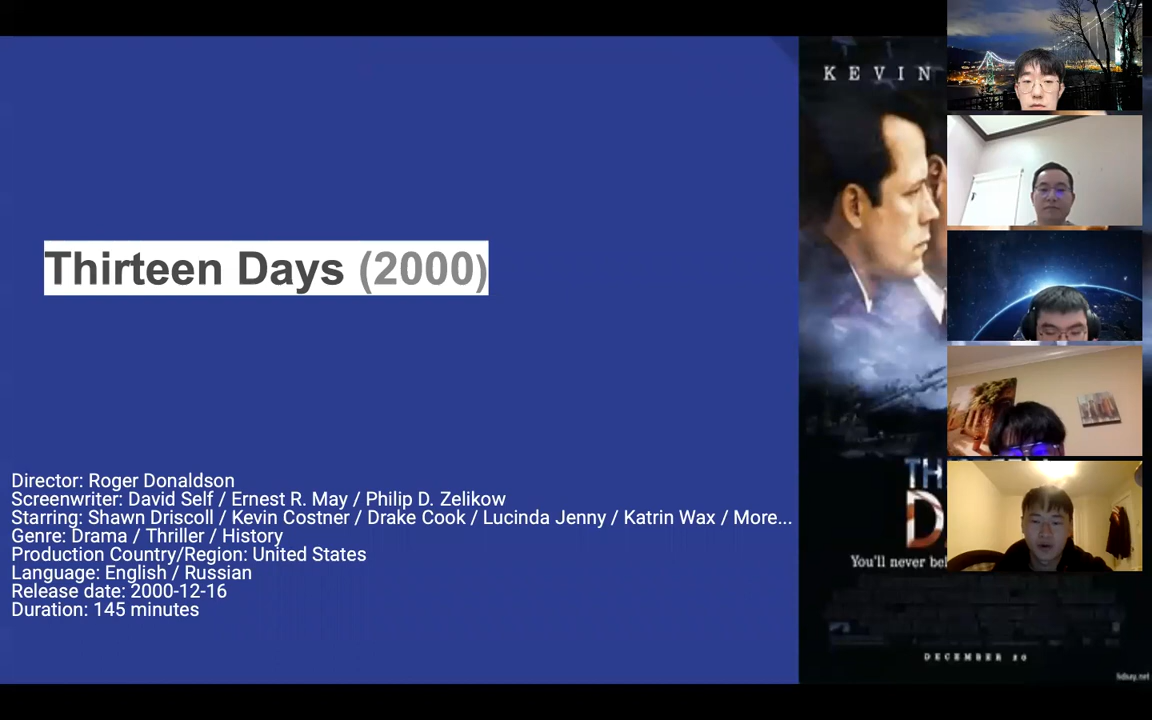 KEVIN
Thirteen Days (2000)
Director: Roger Donaldson
Screenwriter: David Self / Ernest R. May / Philip D. Zelikow
Starring: Shawn Driscoll / Kevin Costner / Drake Cook / Lucinda Jenny / Katrin Wax / More...
Genre: Drama / Thriller / History
Production Country/Region: United States
Language: English / Russian
Release date: 2000-12-16
Duration: 145 minutes
TH
D
You'll never be
DECEMBER 20